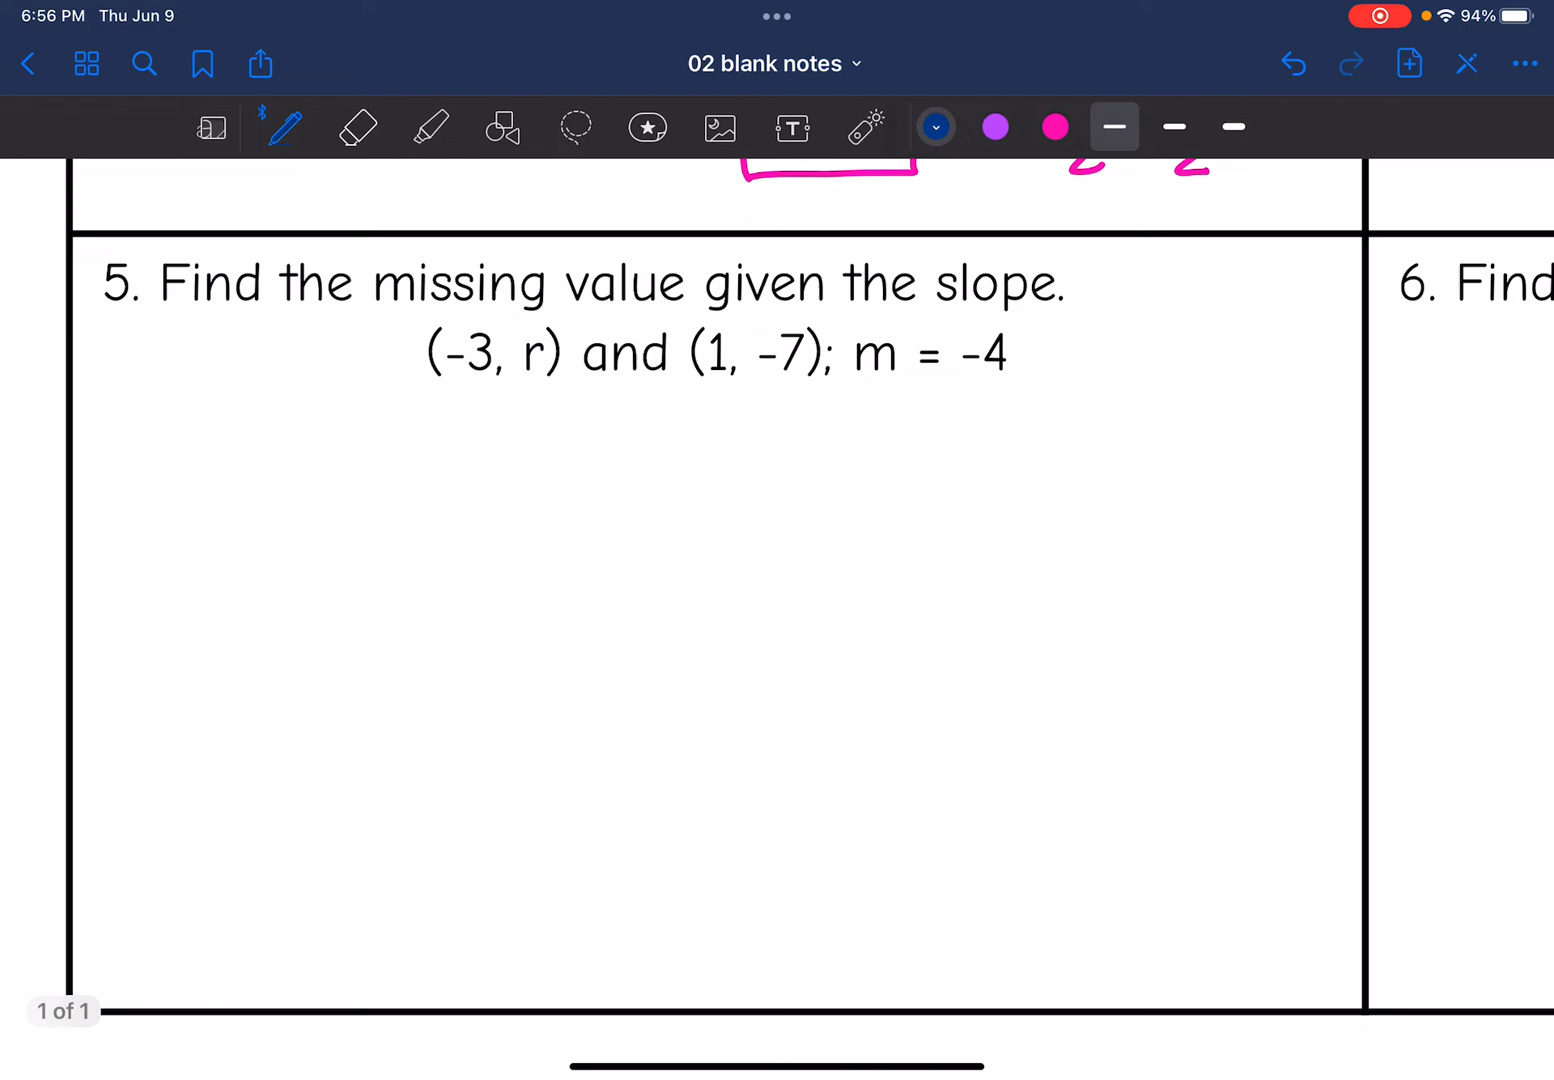 6:56 PM Thu Jun 9
94%
02 blank notes
T
5. Find the missing value given the slope.
(-3, r) and (1, -7); m = -4
6. Find
1 of 1